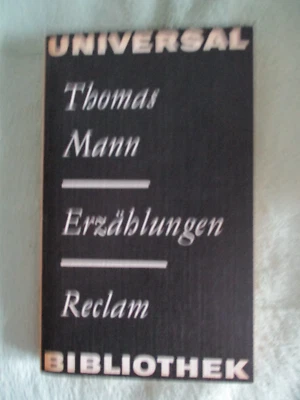 UNIVERSAL
Thomas
Mann
Erzählungen
Reclam
BIBLIOTHEK